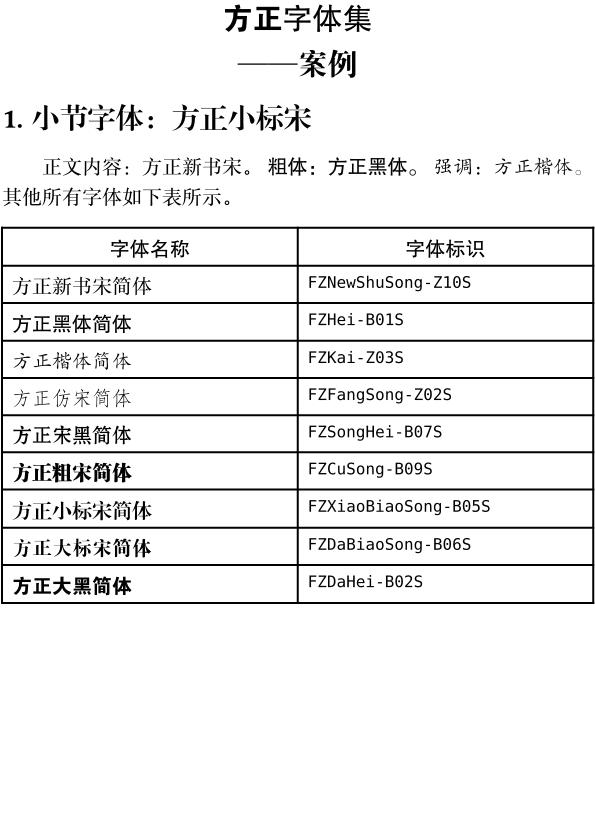 方正字体集
——案例
1. 小节字体：方正小标宋
正文内容：方正新书宋。 粗体：方正黑体。 强调：方正楷体。
其他所有字体如下表所示。
字体名称 字体标识
方正新书宋简体 FZNewShuSong-Z10S
方正黑体简体 FZHei-B01S
方正楷体简体 FZKai-Z03S
方正仿宋简体 FZFangSong-Z02S
方正宋黑简体 FZSongHei-B07S
方正粗宋简体 FZCuSong-B09S
方正小标宋简体 FZXiaoBiaoSong-B05S
方正大标宋简体 FZDaBiaoSong-B06S
方正大黑简体 FZDaHei-B02S